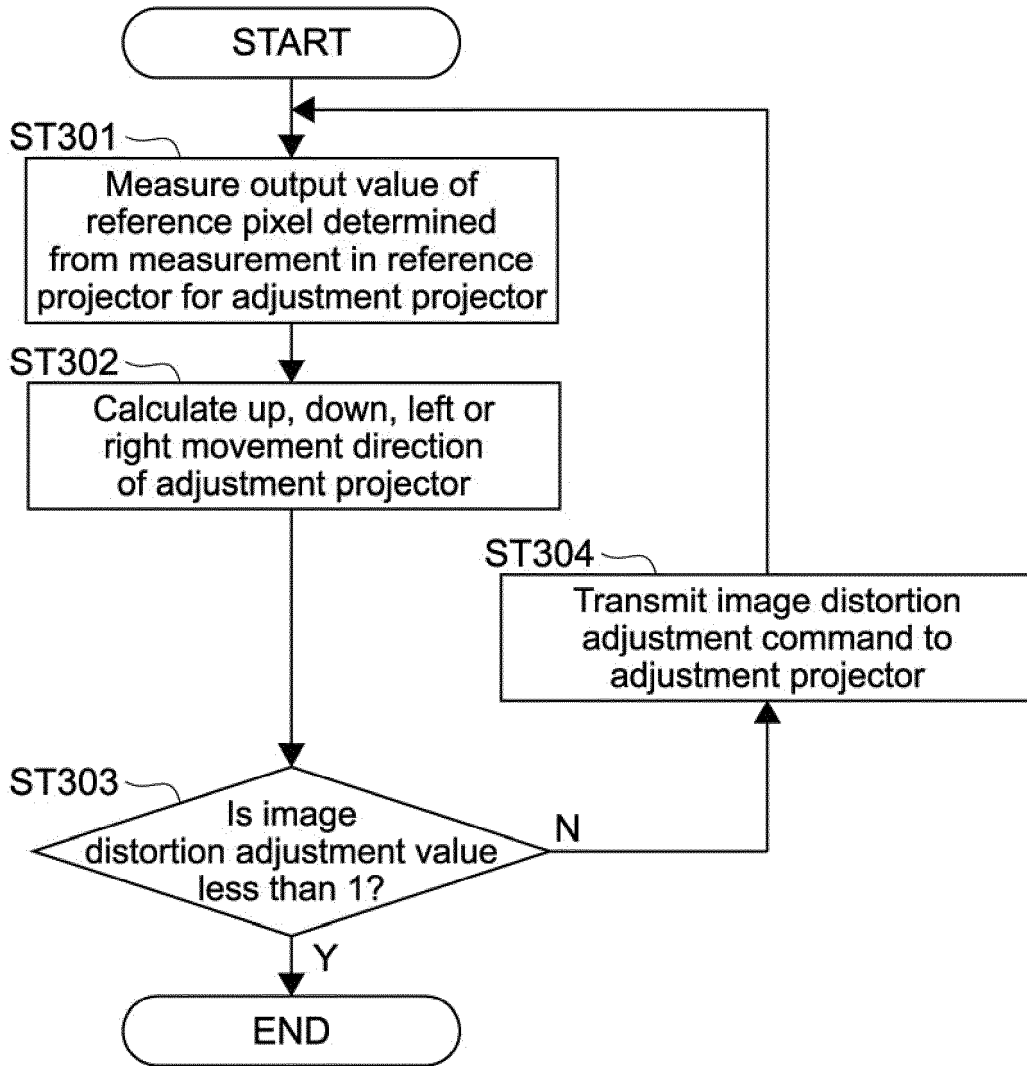 START
ST301
Measure output value of
reference pixel determined
from measurement in reference
projector for adjustment projector
ST302
Calculate up, down, left or
right movement direction
of adjustment projector
ST304
Transmit image distortion
adjustment command to
adjustment projector
ST303
Is image
distortion adjustment value
less than 1?
N
Y
END